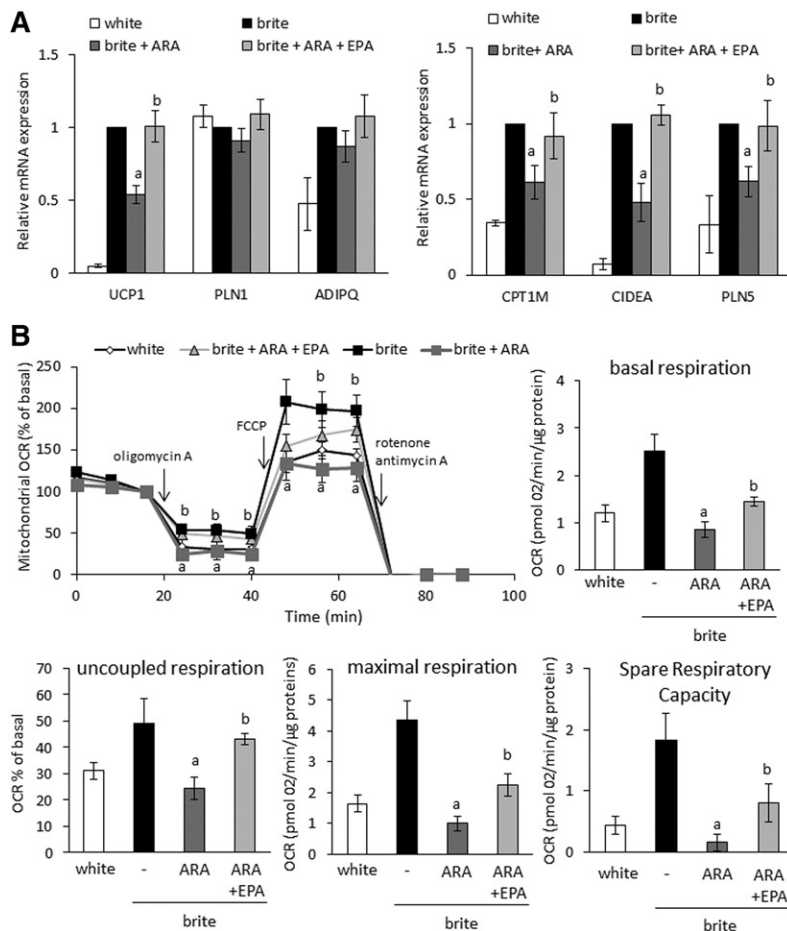 A
white
brite
brite + ARA
brite + ARA + EPA
Relative mRNA expression
1.5
1
0.5
0
b
a
UCP1
PLN1
ADIPQ
white
brite
brite+ ARA
brite+ ARA + EPA
Relative mRNA expression
1.5
1
0.5
0
b
a
b
a
b
a
CPT1M
CIDEA
PLN5
B
white
brite + ARA + EPA
brite
brite + ARA
Mitochondrial OCR (% of basal)
250
200
150
100
50
0
oligomycin A
FCCP
rotenone
antimycin A
b b b
a a a
b b
a a a
0 20 40 60 80 100
Time (min)
basal respiration
OCR (pmol 02/min/µg protein)
4
3
2
1
0
a
b
white
-
ARA
ARA
+EPA
brite
uncoupled respiration
OCR % of basal
70
60
50
40
30
20
10
0
a
b
white
-
ARA
ARA
+EPA
brite
maximal respiration
OCR (pmol 02/min/µg proteins)
6
5
4
3
2
1
0
a
b
white
-
ARA
ARA
+EPA
brite
Spare Respiratory
Capacity
OCR (pmol 02/min/µg protein)
3
2
1
0
a
b
white
-
ARA
ARA
+EPA
brite